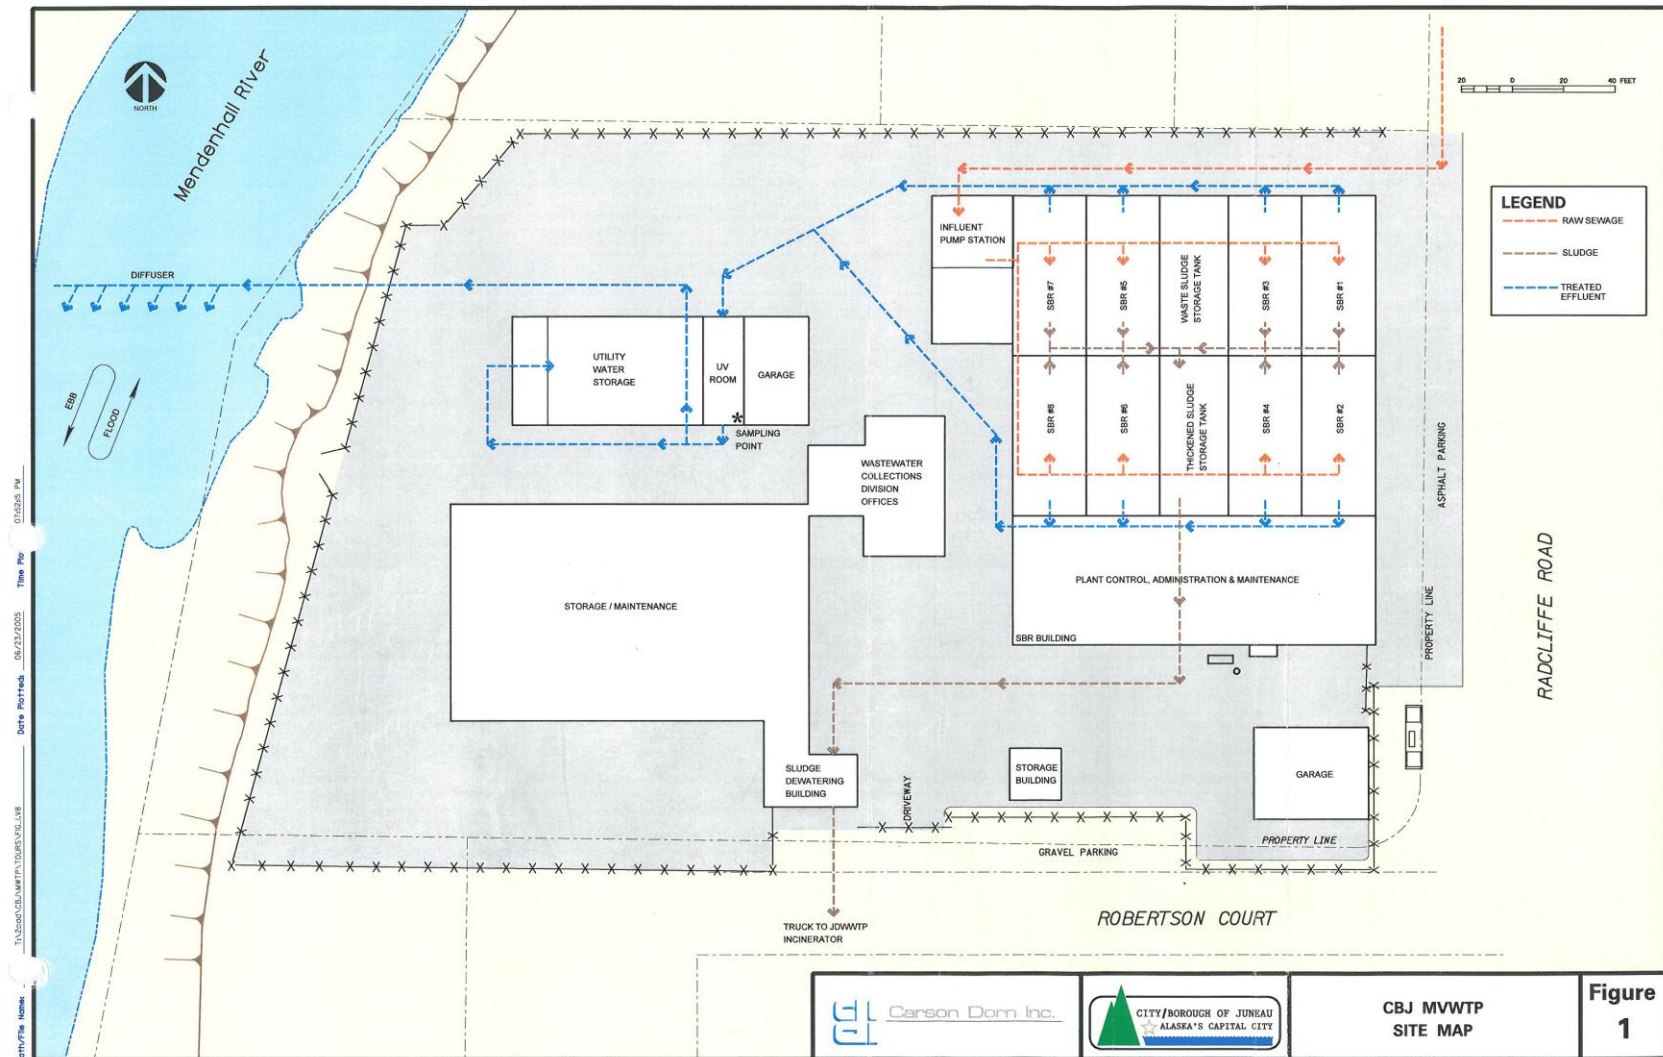 Mendenhall River
NORTH
20 0 20 40 FEET
LEGEND
RAW SEWAGE
SLUDGE
TREATED
EFFLUENT
INFLUENT
PUMP STATION
SBR #7
SBR #5
WASTE SLUDGE
STORAGE TANK
SBR #3
SBR #1
DIFFUSER
UTILITY
WATER
STORAGE
UV
ROOM
GARAGE
*
SAMPLING
POINT
EBB
FLOOD
SBR #8
SBR #6
THICKENED SLUDGE
STORAGE TANK
SBR #4
SBR #2
WASTEWATER
COLLECTIONS
DIVISION
OFFICES
ASPHALT PARKING
PROPERTY LINE
RADCLIFFE ROAD
PLANT CONTROL, ADMINISTRATION & MAINTENANCE
SBR BUILDING
STORAGE / MAINTENANCE
SLUDGE
DEWATERING
BUILDING
STORAGE
BUILDING
GARAGE
DRIVEWAY
GRAVEL PARKING
PROPERTY LINE
ROBERTSON COURT
TRUCK TO JDWWTP
INCINERATOR
Carson Dorn Inc.
CITY/BOROUGH OF JUNEAU
ALASKA'S CAPITAL CITY
CBJ MVWTP
SITE MAP
Figure
1
Date Plotted: 06/23/2005